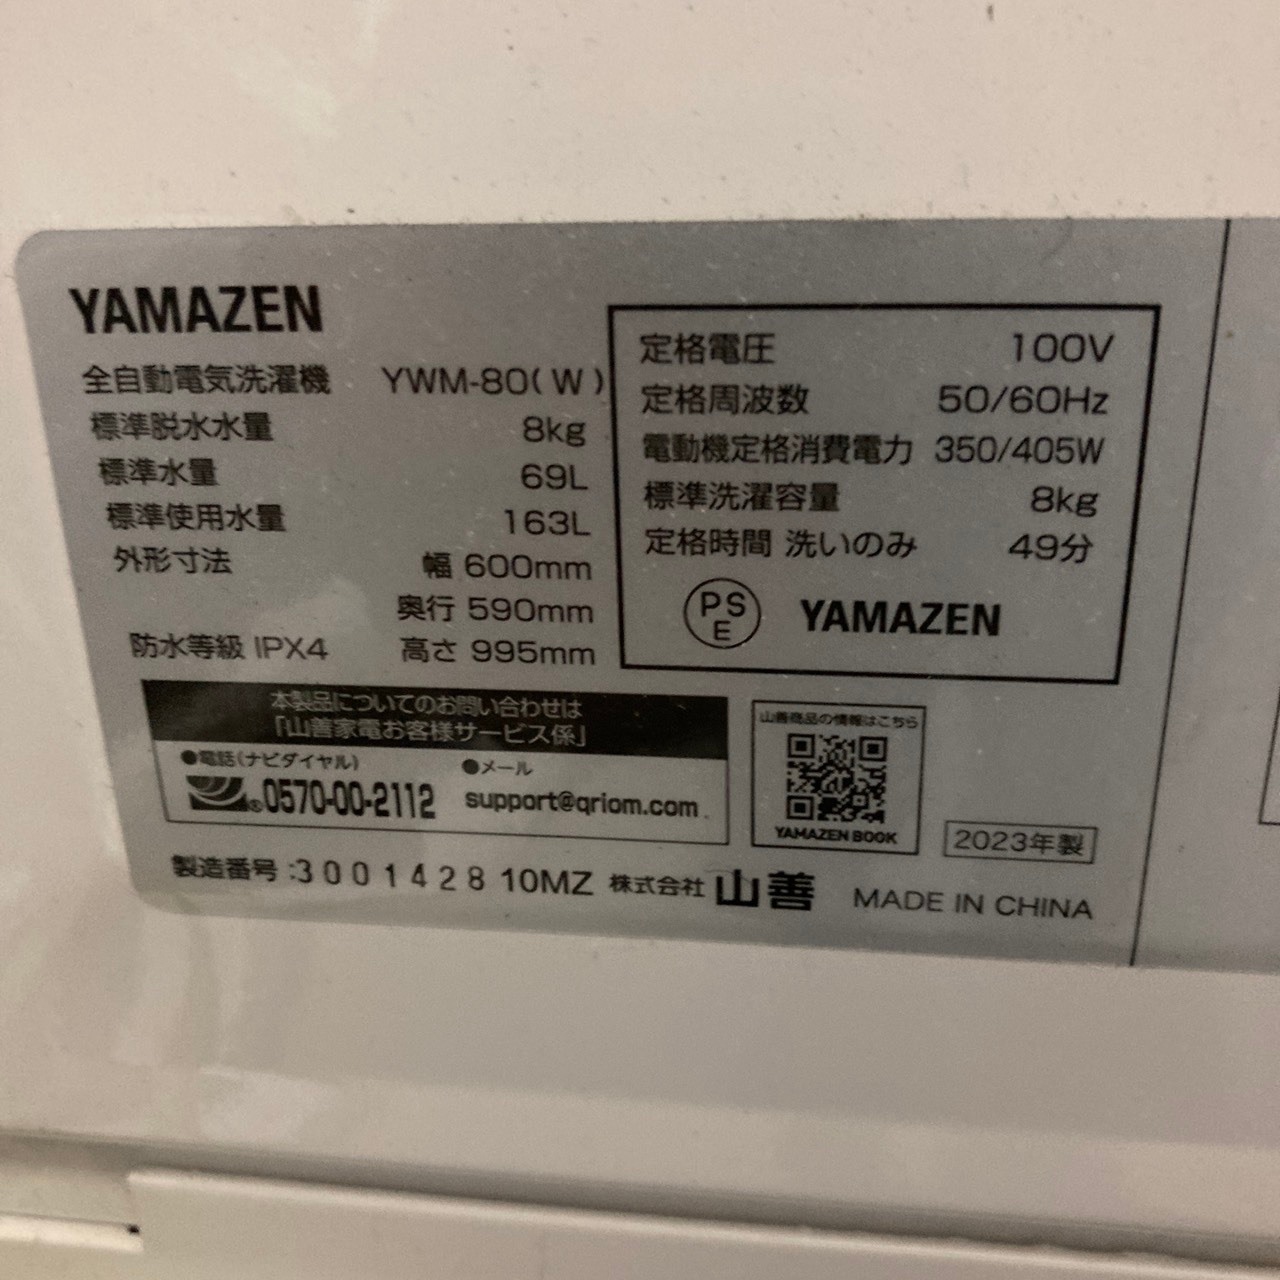 YAMAZEN
全自動電気洗濯機 YWM-80(W)
標準脱水水量 8kg
標準水量 69L
標準使用水量 163L
外形寸法 幅 600mm
奥行 590mm
防水等級 IPX4 高さ 995mm
定格電圧 100V
定格周波数 50/60Hz
電動機定格消費電力 350/405W
標準洗濯容量 8kg
定格時間 洗いのみ 49分
PS
E
YAMAZEN
本製品についてのお問い合わせは
「山善家電お客様サービス係」
●電話(ナビダイヤル) ●メール
®0570-00-2112 support@qriom.com
山善商品の情報はこちら
YAMAZEN BOOK
2023年製
製造番号:3001428 10MZ 株式会社 山善 MADE IN CHINA